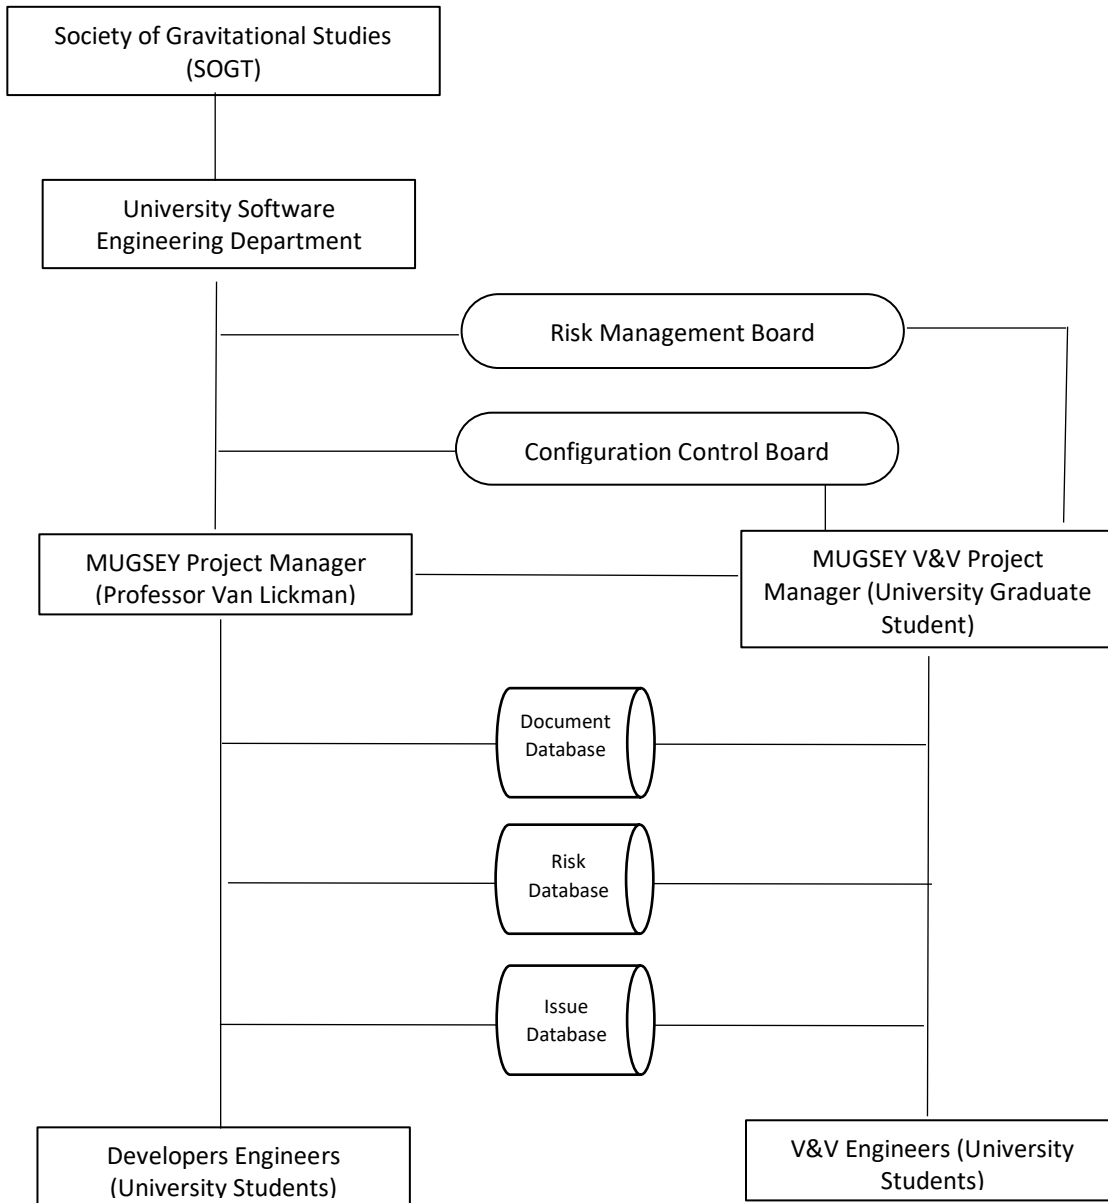 Society of Gravitational Studies
(SOGT)
University Software
Engineering Department
Risk Management Board
Configuration Control Board
MUGSEY Project Manager
(Professor Van Lickman)
MUGSEY V&V Project
Manager (University Graduate
Student)
Document
Database
Risk
Database
Issue
Database
Developers Engineers
(University Students)
V&V Engineers (University
Students)